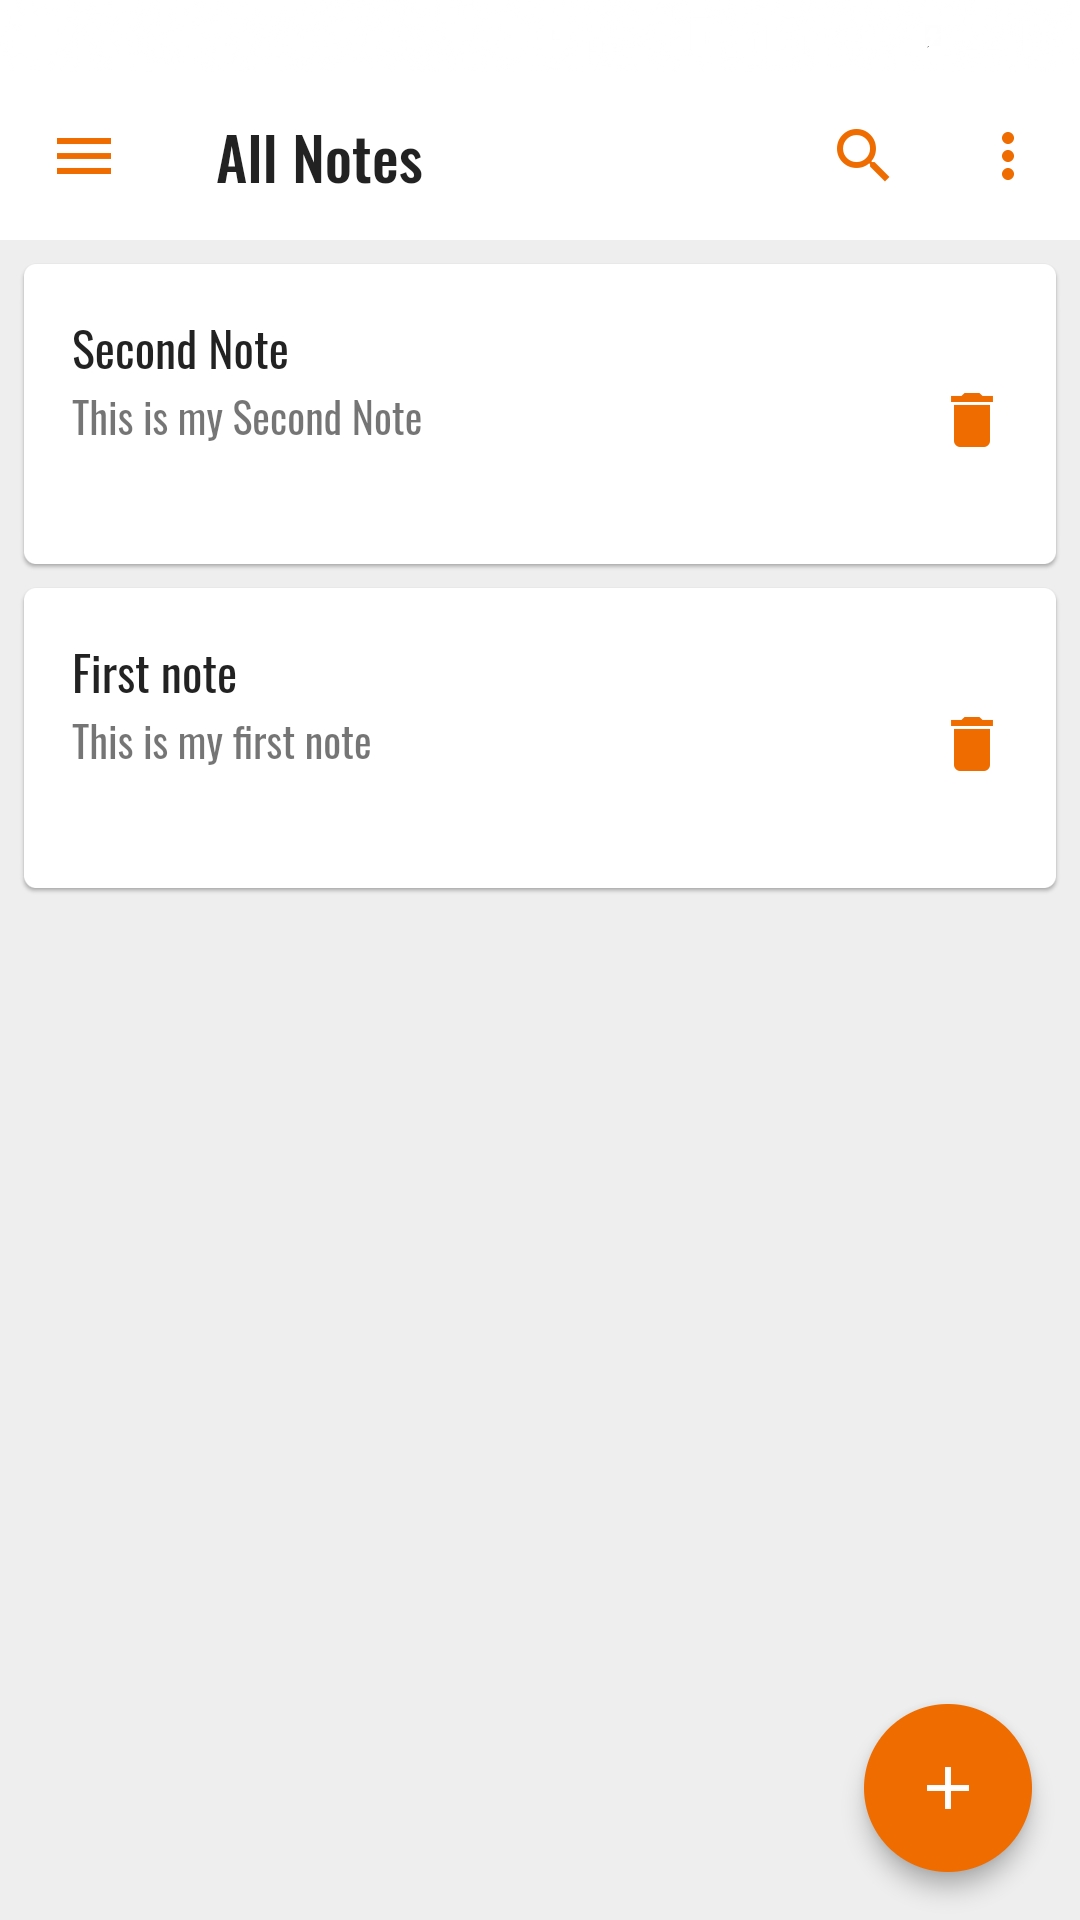 All Notes
Second Note
This is my Second Note
First note
This is my first note